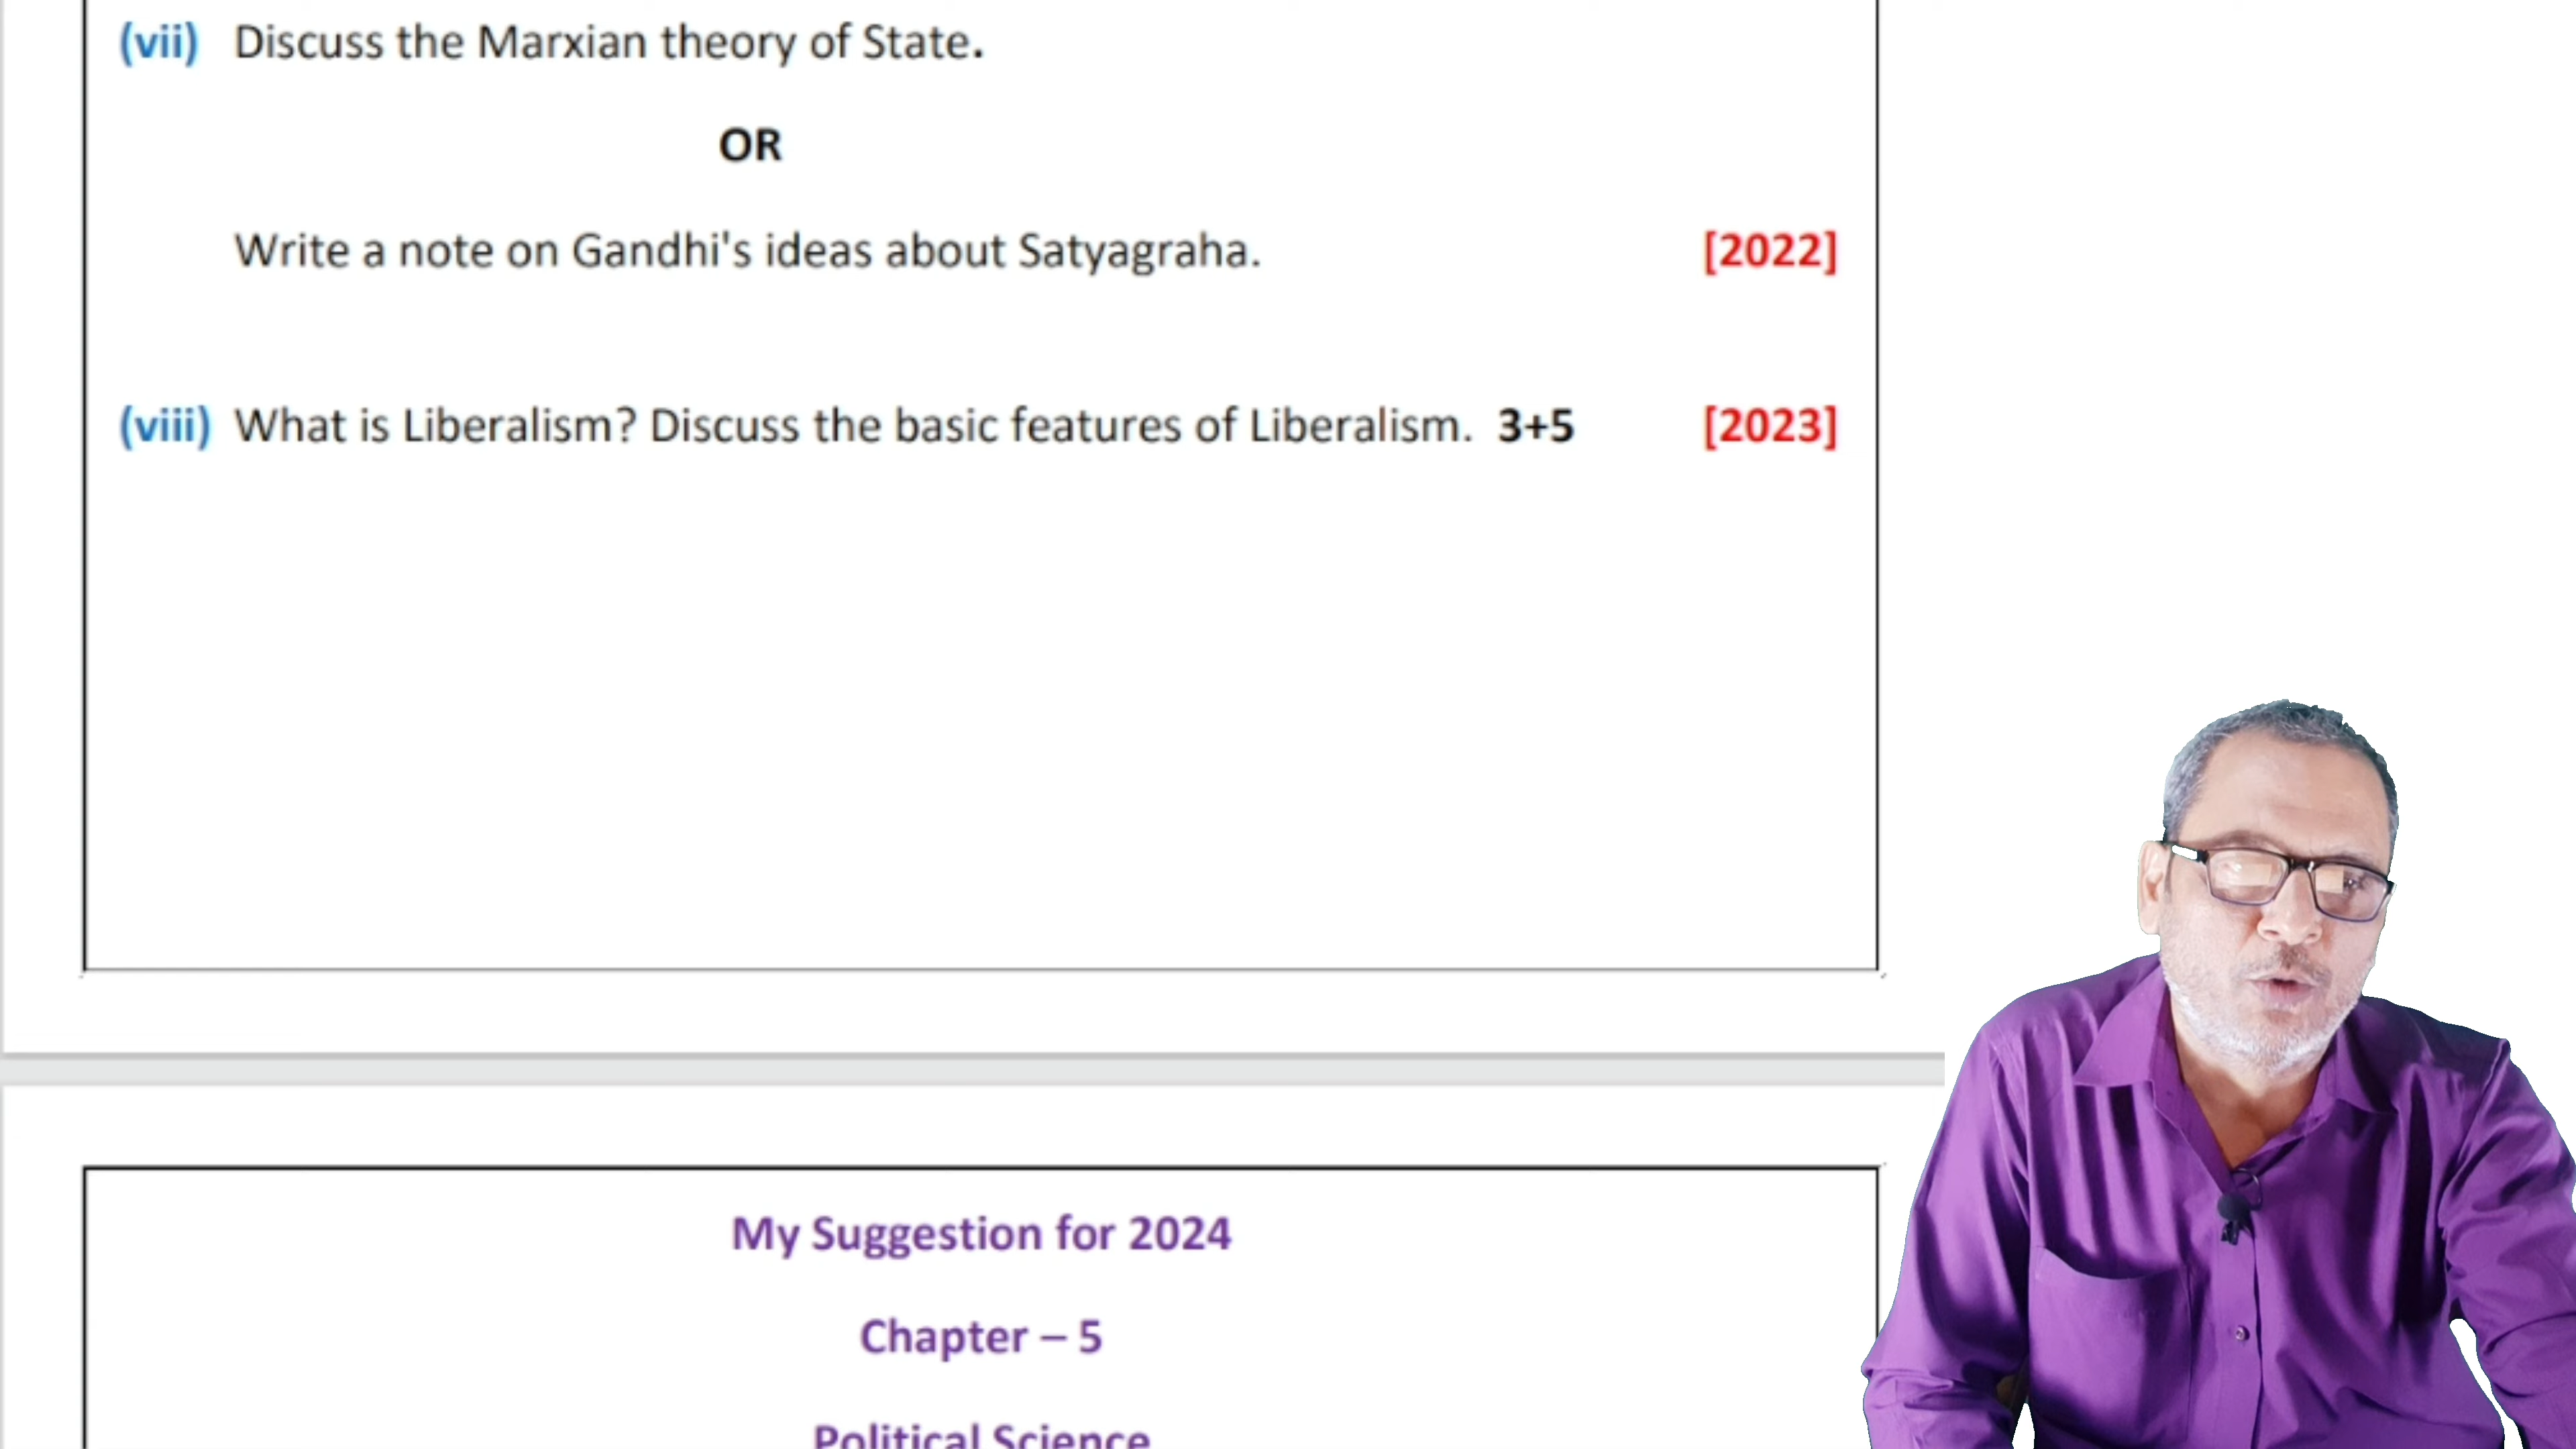 (vii) Discuss the Marxian theory of State.
OR
Write a note on Gandhi's ideas about Satyagraha. [2022]
(viii) What is Liberalism? Discuss the basic features of Liberalism. 3+5 [2023]
My Suggestion for 2024
Chapter – 5
Political Science